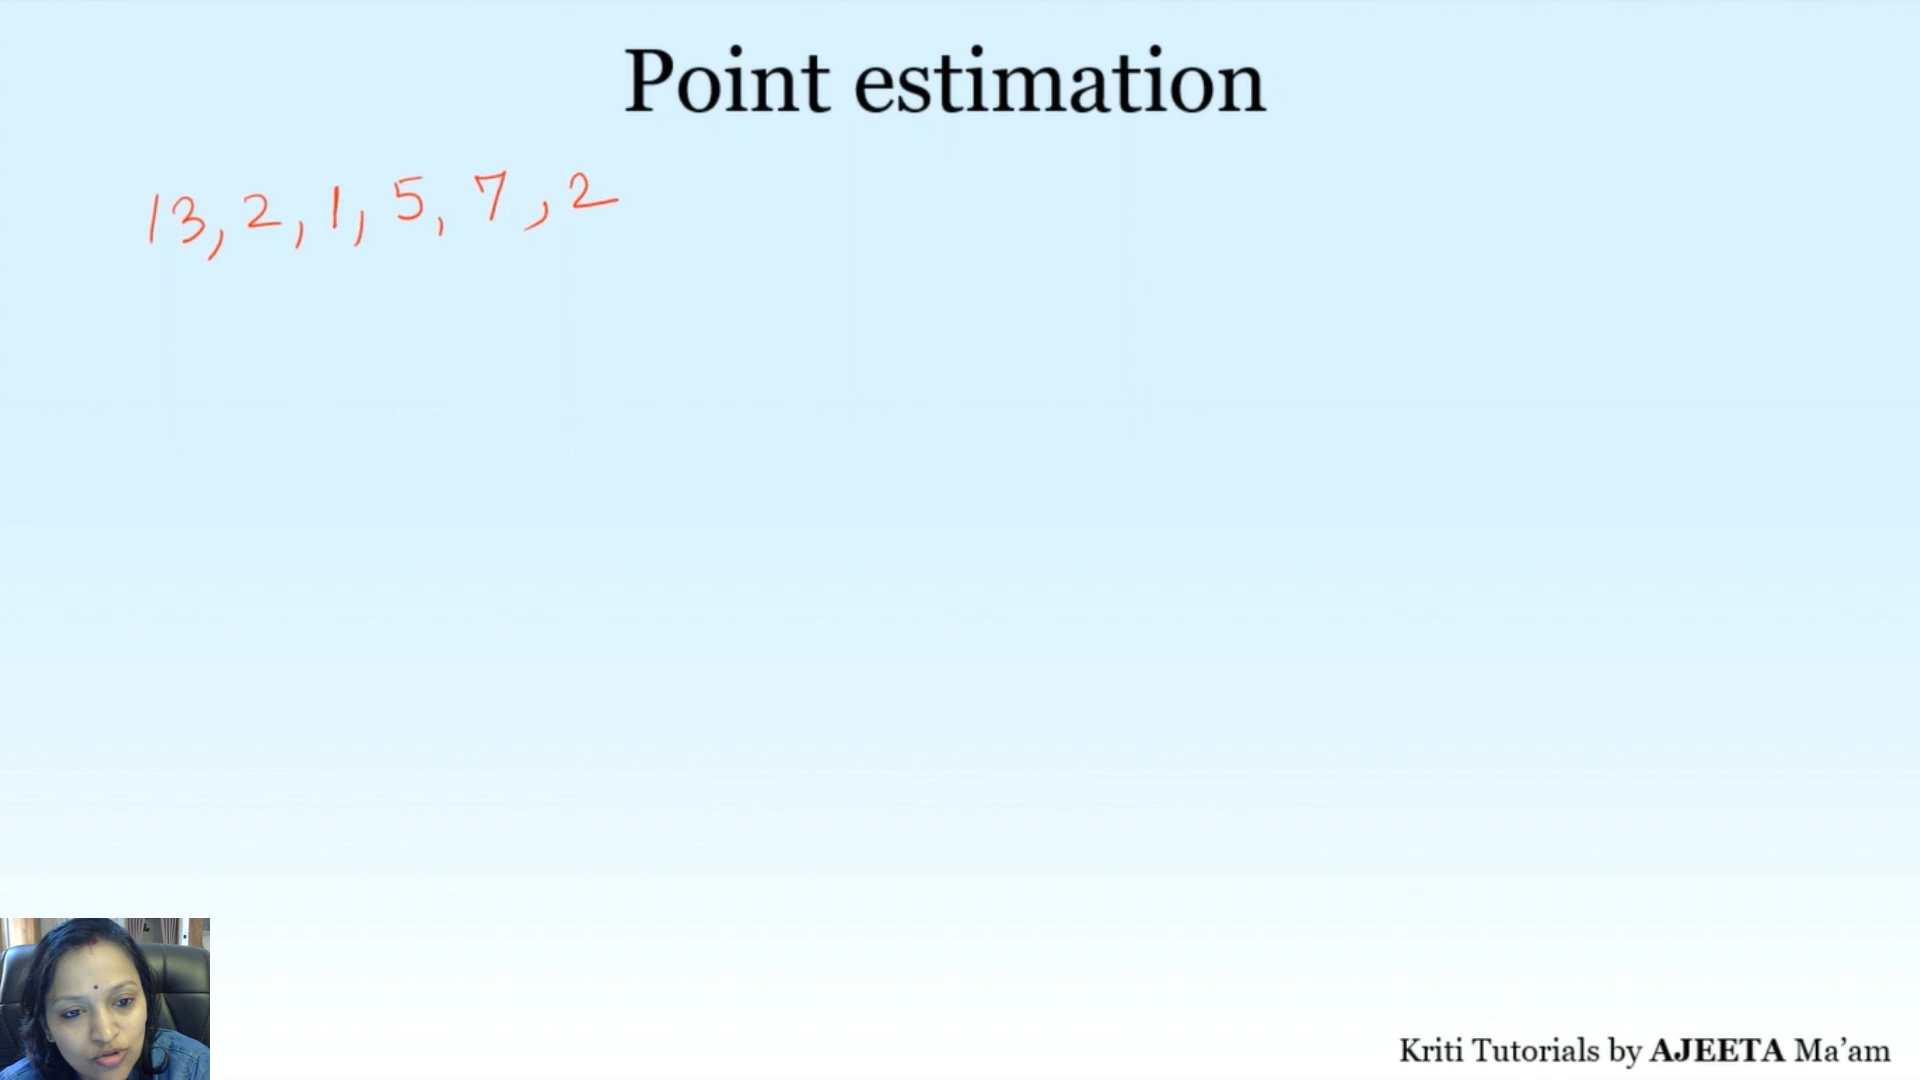 Point estimation
13, 2, 1, 5, 7, 2
Kriti Tutorials by AJEETA Ma’am